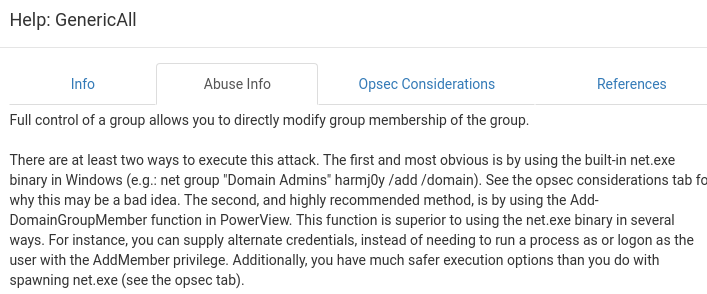 Help: GenericAll
Info Abuse Info Opsec Considerations References
Full control of a group allows you to directly modify group membership of the group.
There are at least two ways to execute this attack. The first and most obvious is by using the built-in net.exe
binary in Windows (e.g.: net group "Domain Admins" harmj0y /add /domain). See the opsec considerations tab fo
why this may be a bad idea. The second, and highly recommended method, is by using the Add-
DomainGroupMember function in PowerView. This function is superior to using the net.exe binary in several
ways. For instance, you can supply alternate credentials, instead of needing to run a process as or logon as the
user with the AddMember privilege. Additionally, you have much safer execution options than you do with
spawning net.exe (see the opsec tab).